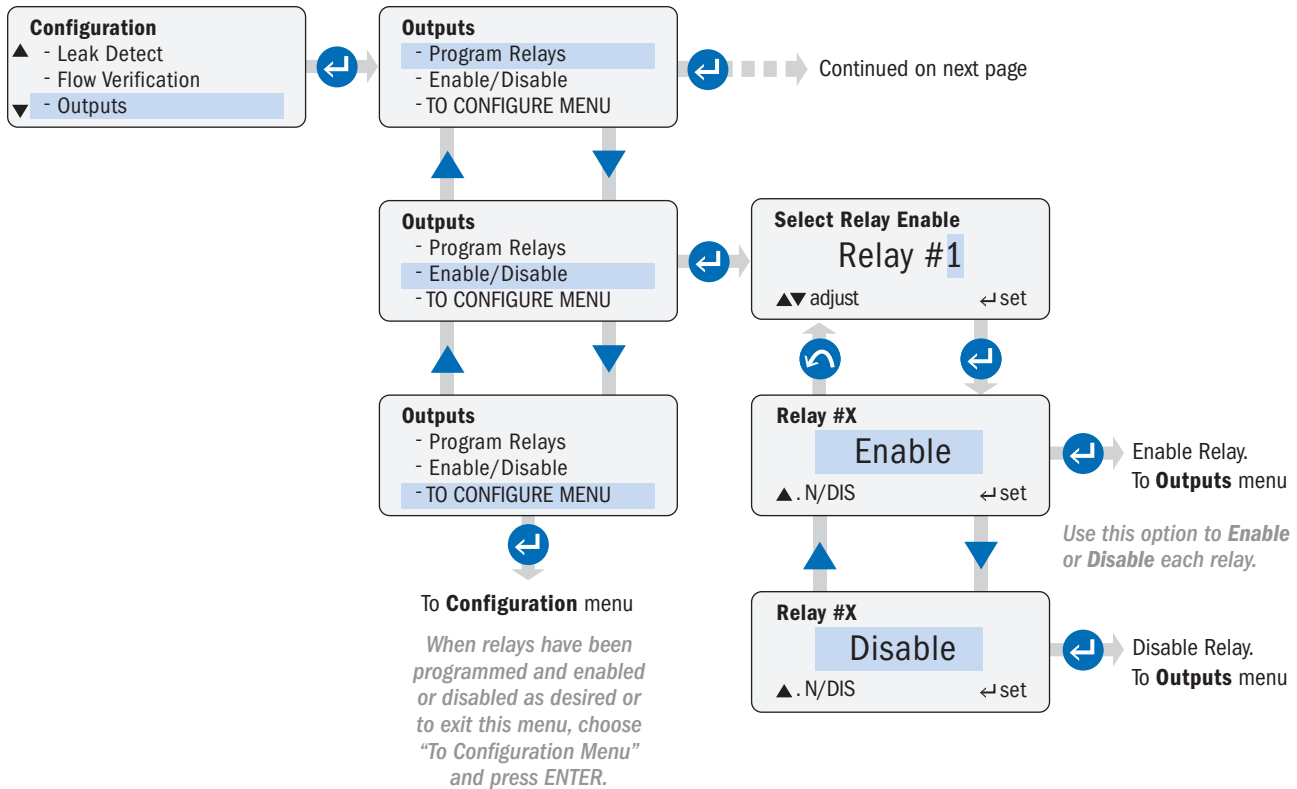 Configuration
▲ - Leak Detect
- Flow Verification
▼ - Outputs
Outputs
- Program Relays
- Enable/Disable
- TO CONFIGURE MENU
Continued on next page
Outputs
- Program Relays
- Enable/Disable
- TO CONFIGURE MENU
Select Relay Enable
Relay #1
▲▼ adjust ↵ set
Outputs
- Program Relays
- Enable/Disable
- TO CONFIGURE MENU
Relay #X
Enable
▲. N/DIS ↵ set
Enable Relay.
To Outputs menu
Use this option to Enable
or Disable each relay.
To Configuration menu
When relays have been
programmed and enabled
or disabled as desired or
to exit this menu, choose
“To Configuration Menu”
and press ENTER.
Relay #X
Disable
▲. N/DIS ↵ set
Disable Relay.
To Outputs menu